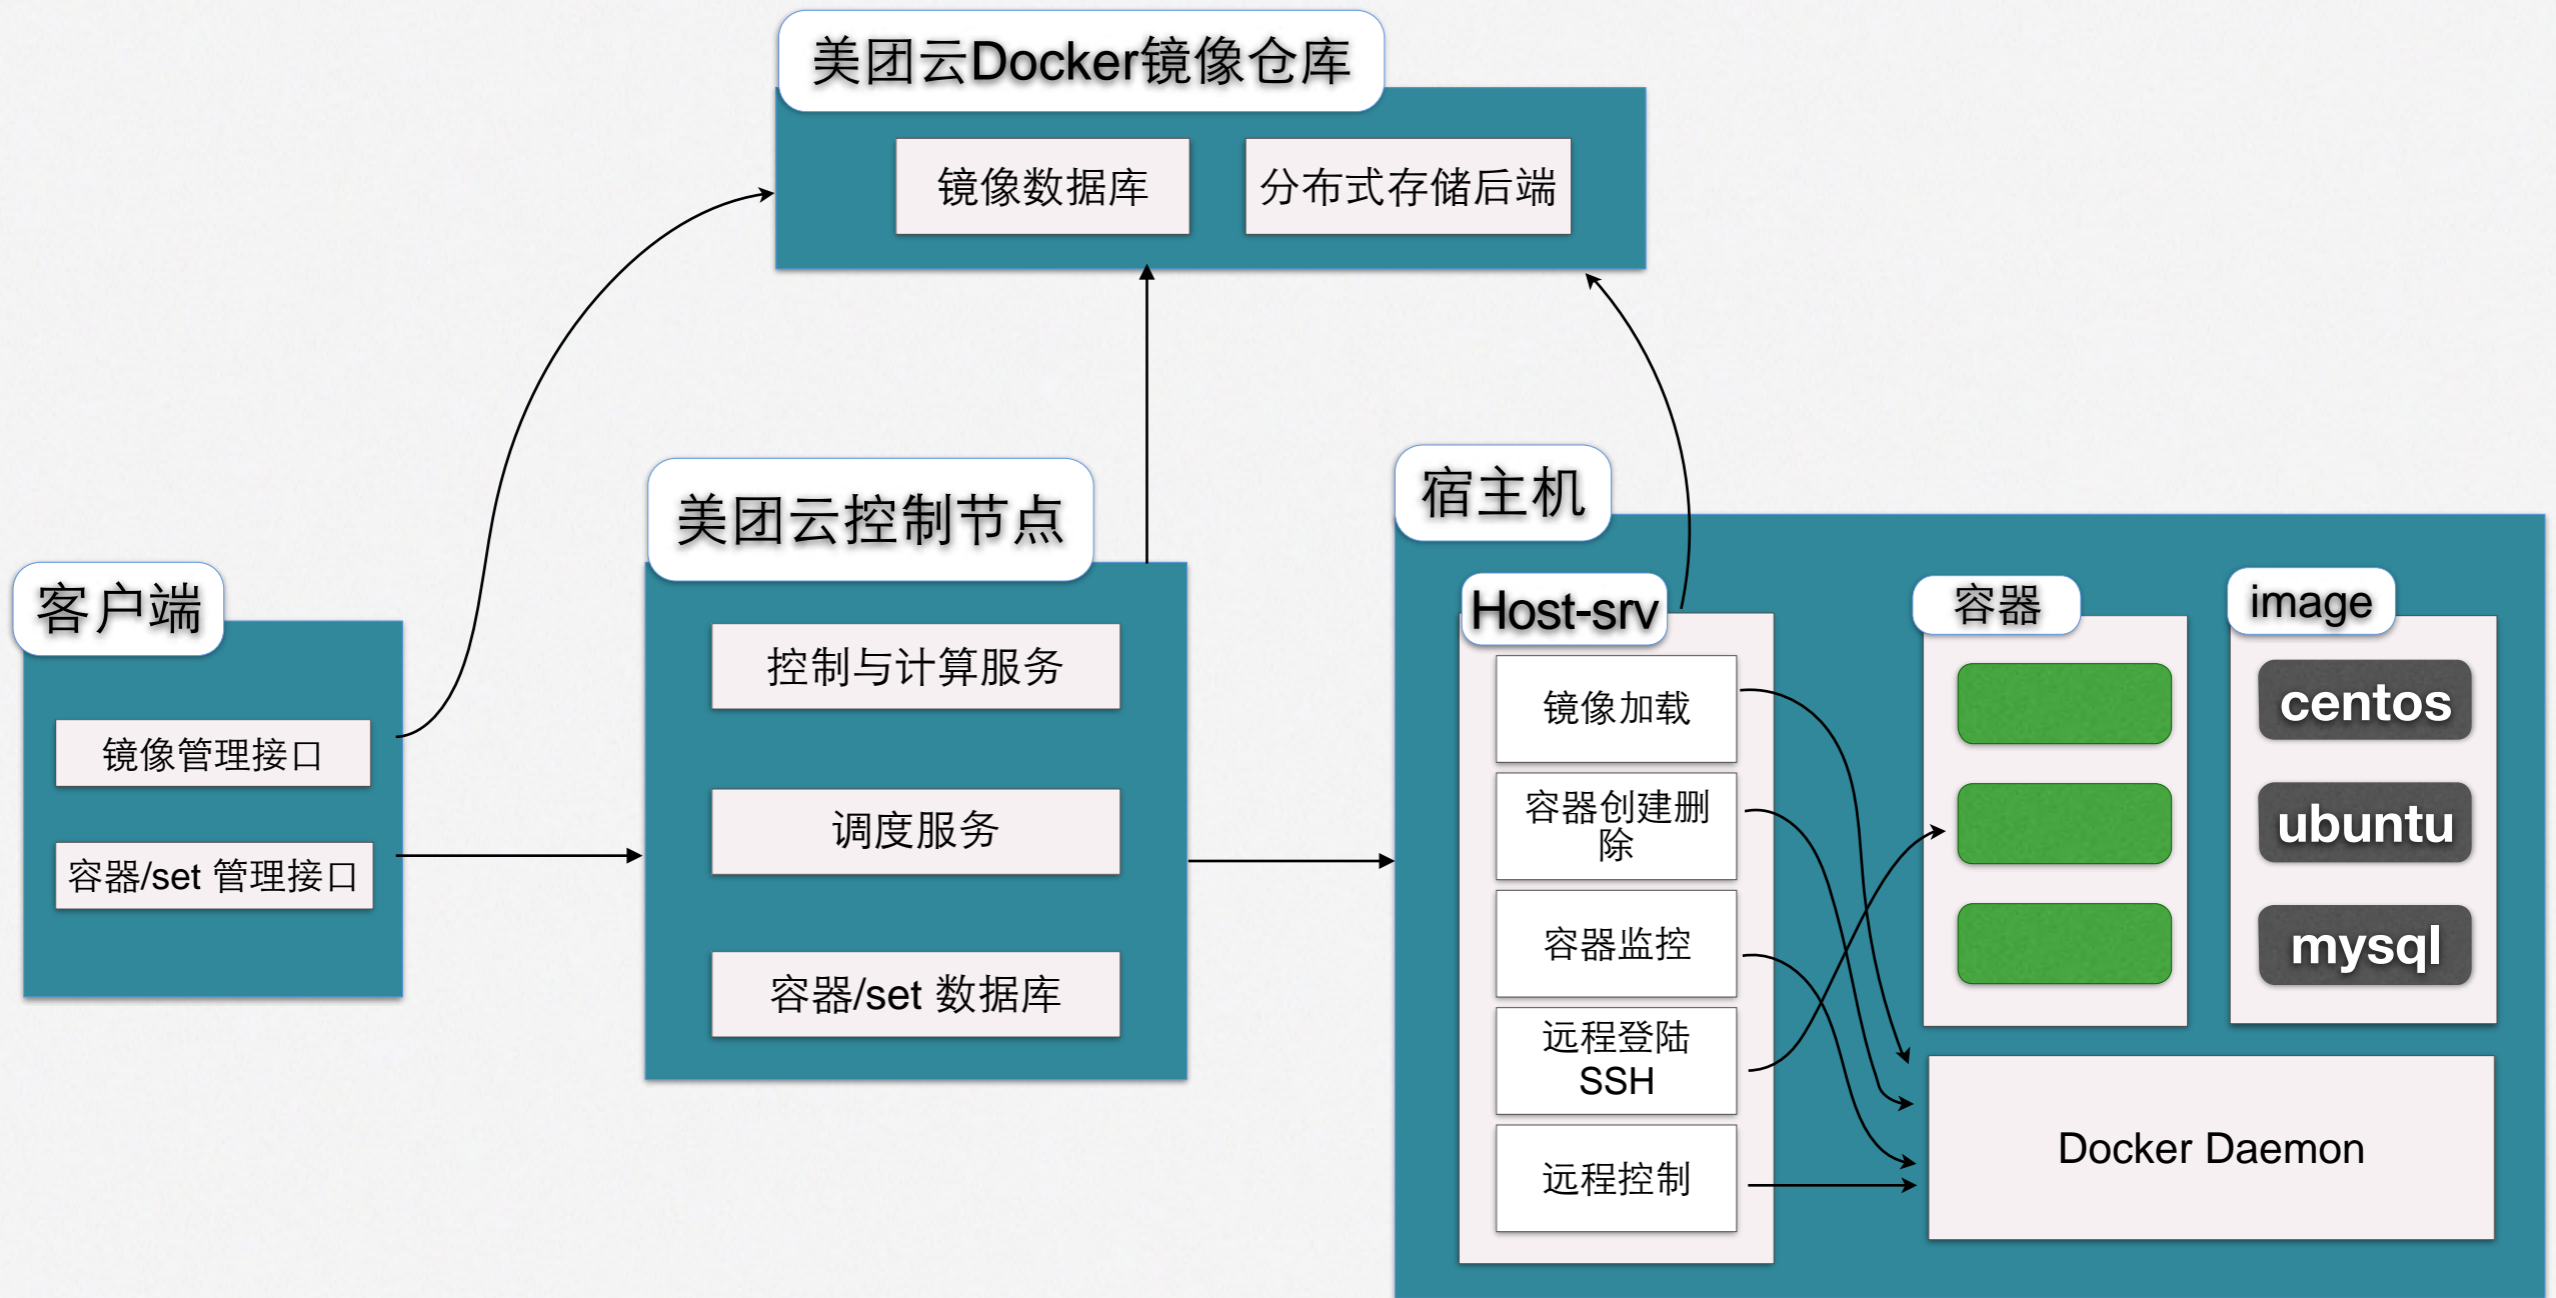 美团云Docker镜像仓库
镜像数据库
分布式存储后端
客户端
镜像管理接口
容器/set 管理接口
美团云控制节点
控制与计算服务
调度服务
容器/set 数据库
宿主机
Host-srv
镜像加载
容器创建删
除
容器监控
远程登陆
SSH
远程控制
容器
image
centos
ubuntu
mysql
Docker Daemon